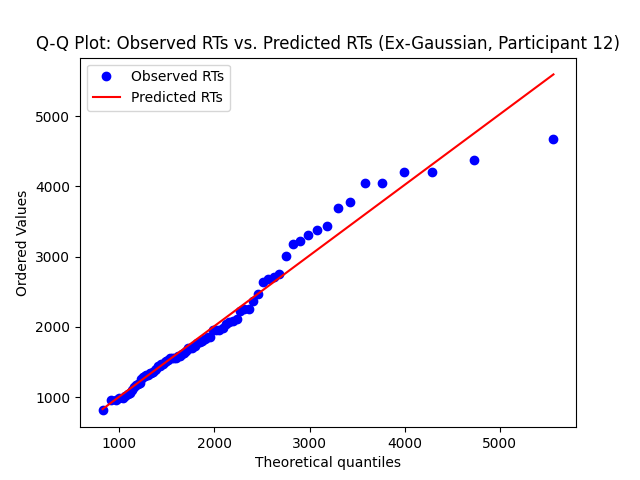 Q-Q Plot: Observed RTs vs. Predicted RTs (Ex-Gaussian, Participant 12)
Observed RTs
Predicted RTs
5000
4000
3000
2000
1000
Ordered Values
1000 2000 3000 4000 5000
Theoretical quantiles